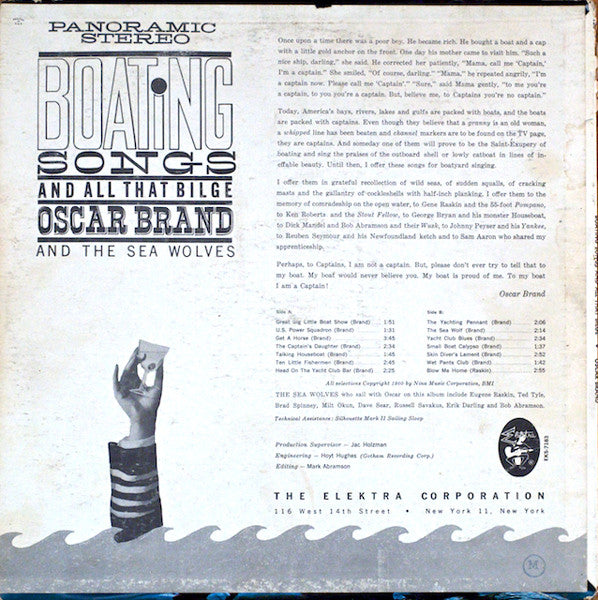 PANORAMIC
STEREO
BOATING
SONGS
AND ALL THAT BILGE
OSCAR BRAND
AND THE SEA WOLVES
Once upon a time there was a poor boy. He became rich. He bought a boat and a cap
with a little gold anchor on the front. One day his mother came to visit him. "Such a
nice ship, darling," she said. He corrected her patiently, "Mama, call me 'Captain.'
I'm a captain." She smiled, "Of course, darling." "Mama," he repeated angrily, "I'm
a captain now. Please call me 'Captain'." "Sure," said Mama gently, "to me you're
a captain, to you you're a captain. But, believe me, to Captains you're no captain."
Today, America's bays, rivers, lakes and gulfs are packed with boats, and the boats
are packed with captains. Even though they believe that a granny is an old woman,
a whipped line has been beaten and channel markers are to be found on the TV page,
they are captains. And someday one of them will prove to be the Saint-Exupery of
boating and sing the praises of the outboard shell or lowly catboat in lines of in-
effable beauty. Until then, I offer these songs for boatyard singing.
I offer them in grateful recollection of wild seas, of sudden squalls, of cracking
masts and the gallantry of cockleshells with half-inch planking. I offer them to the
memory of comradeship on the open water, to Gene Raskin and the 55-foot Pompano,
to Ken Roberts and the Stout Fellow, to George Bryan and his monster Houseboat,
to Dick Mandel and Bob Abramson and their Wuxk, to Johnny Peyser and his Yankee,
to Reuben Seymour and his Newfoundland ketch and to Sam Aaron who shared my
apprenticeship.
Perhaps, to Captains, I am not a captain. But, please don't ever try to tell that to
my boat. My boat would never believe you. My boat is proud of me. To my boat
I am a Captain!
Oscar Brand
Side A:
Great Big Little Boat Show (Brand) 1:51
U.S. Power Squadron (Brand) 1:31
Get A Horse (Brand) 3:45
The Captain's Daughter (Brand) 2:34
Talking Houseboat (Brand) 1:45
Ten Little Fishermen (Brand) 2:45
Head On The Yacht Club Bar (Brand) 2:25
Side B:
The Yachting Pennant (Brand) 2:06
The Sea Wolf (Brand) 2:14
Yacht Club Blues (Brand) 2:34
Small Boat Calypso (Brand) 1:37
Skin Diver's Lament (Brand) 2:52
Wet Pants Club (Brand) 1:42
Blow Me Home (Raskin) 2:55
All selections Copyright 1960 by Nina Music Corporation, BMI
THE SEA WOLVES who sail with Oscar on this album include Eugene Raskin, Ted Tyle,
Brad Spinney, Milt Okun, Dave Sear, Russell Savakus, Erik Darling and Bob Abramson.
Technical Assistance: Silhouette Mark II Sailing Sloop
Production Supervisor – Jac Holzman
Engineering – Hoyt Hughes (Gotham Recording Corp.)
Editing – Mark Abramson
EKS-7183
THE ELEKTRA CORPORATION
116 West 14th Street • New York 11, New York
M